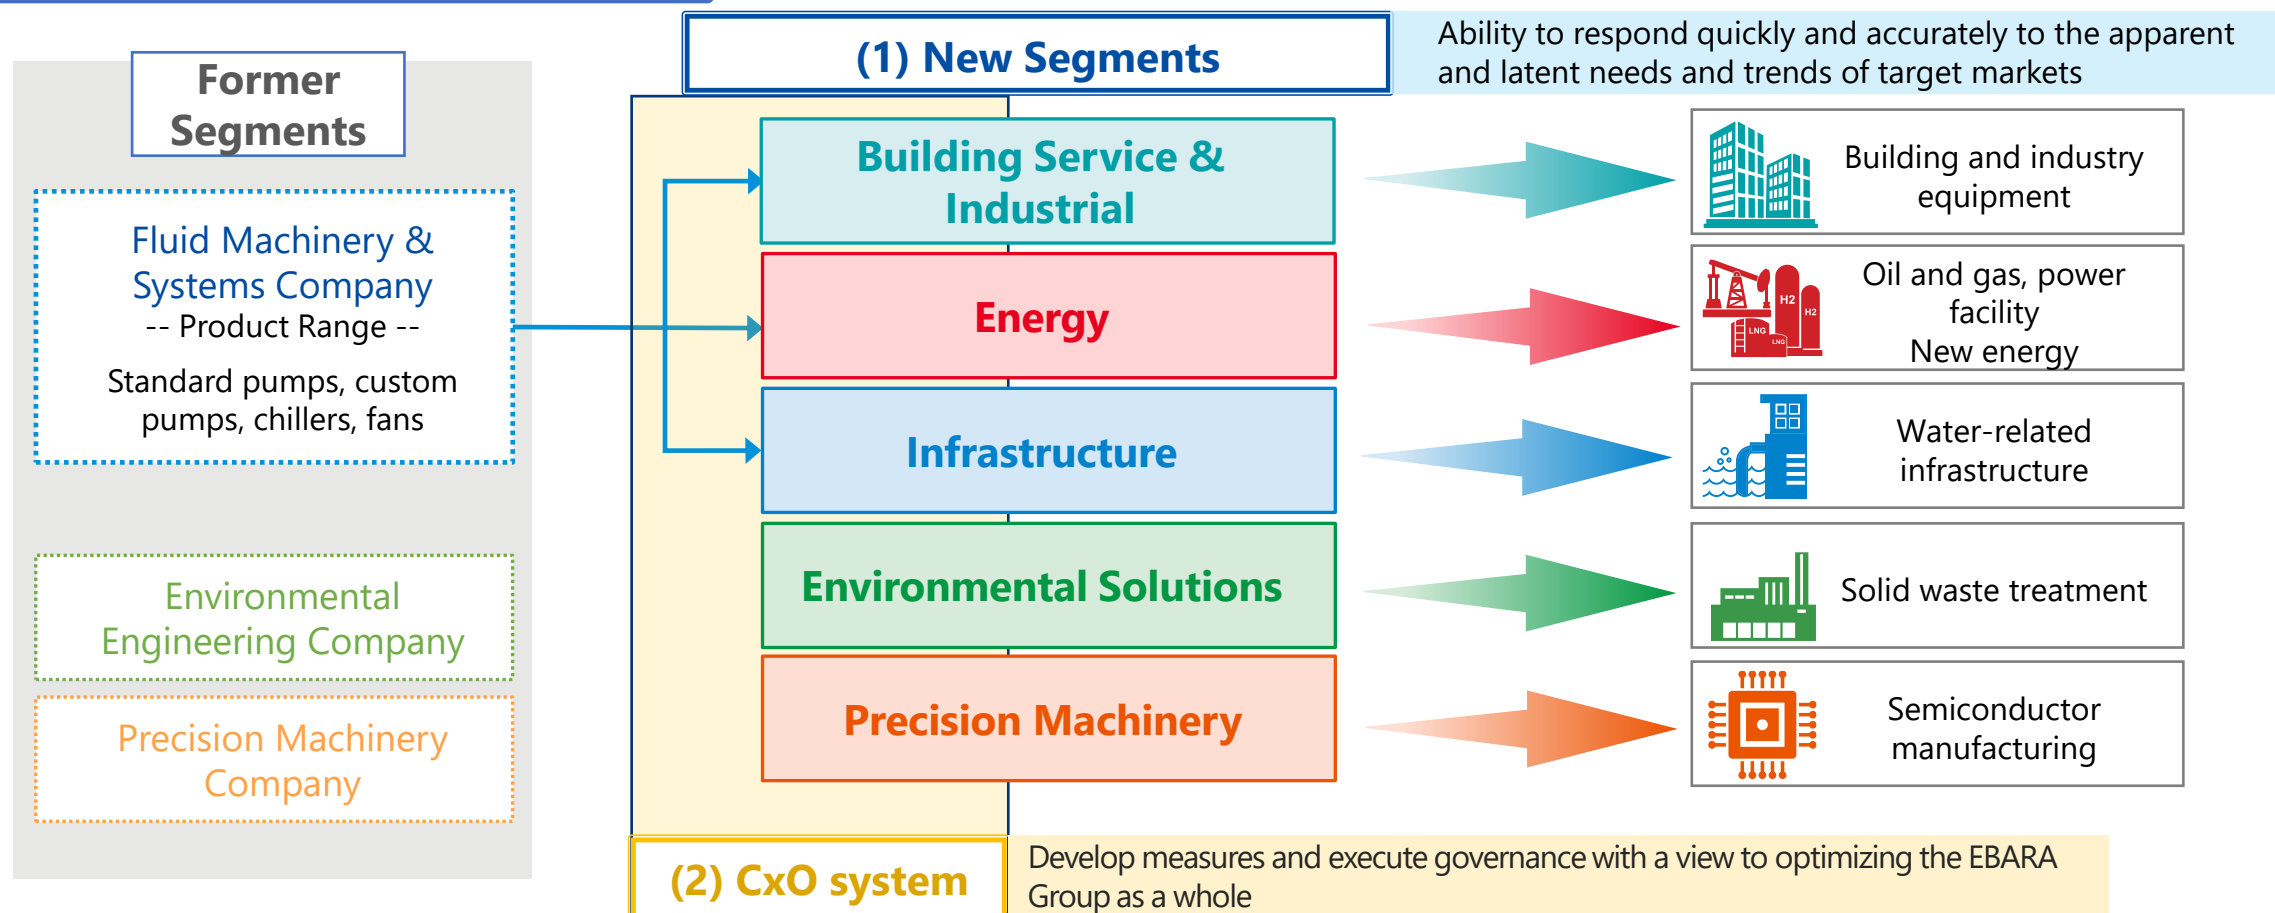 (1) New Segments
Ability to respond quickly and accurately to the apparent
and latent needs and trends of target markets
Former
Segments
Fluid Machinery &
Systems Company
-- Product Range --
Standard pumps, custom
pumps, chillers, fans
Environmental
Engineering Company
Precision Machinery
Company
Building Service &
Industrial
Energy
Infrastructure
Environmental Solutions
Precision Machinery
Building and industry
equipment
H2
H2
LNG
LNG
Oil and gas, power
facility
New energy
Water-related
infrastructure
Solid waste treatment
Semiconductor
manufacturing
(2) CxO system
Develop measures and execute governance with a view to optimizing the EBARA
Group as a whole